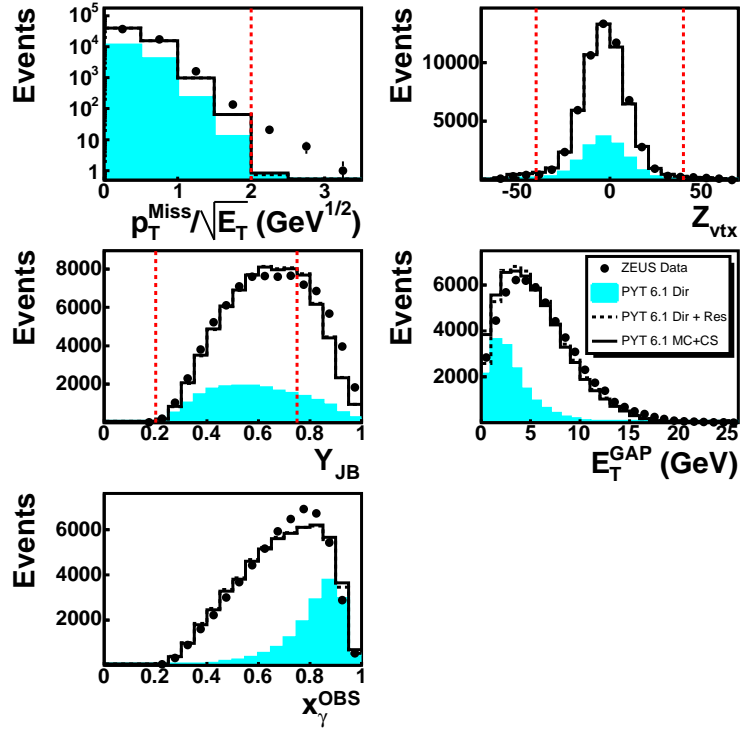 Events
10^5
10^4
10^3
10^2
10
1
0 1 2 3
p_T^Miss/√E_T (GeV^1/2)
Events
10000
5000
-50 0 50
Z_vtx
Events
8000
6000
4000
2000
0
0 0.2 0.4 0.6 0.8 1
Y_JB
Events
6000
4000
2000
0 5 10 15 20 25
E_T^GAP (GeV)
ZEUS Data
PYT 6.1 Dir
PYT 6.1 Dir + Res
PYT 6.1 MC+CS
Events
6000
4000
2000
0
0 0.2 0.4 0.6 0.8 1
x_γ^OBS